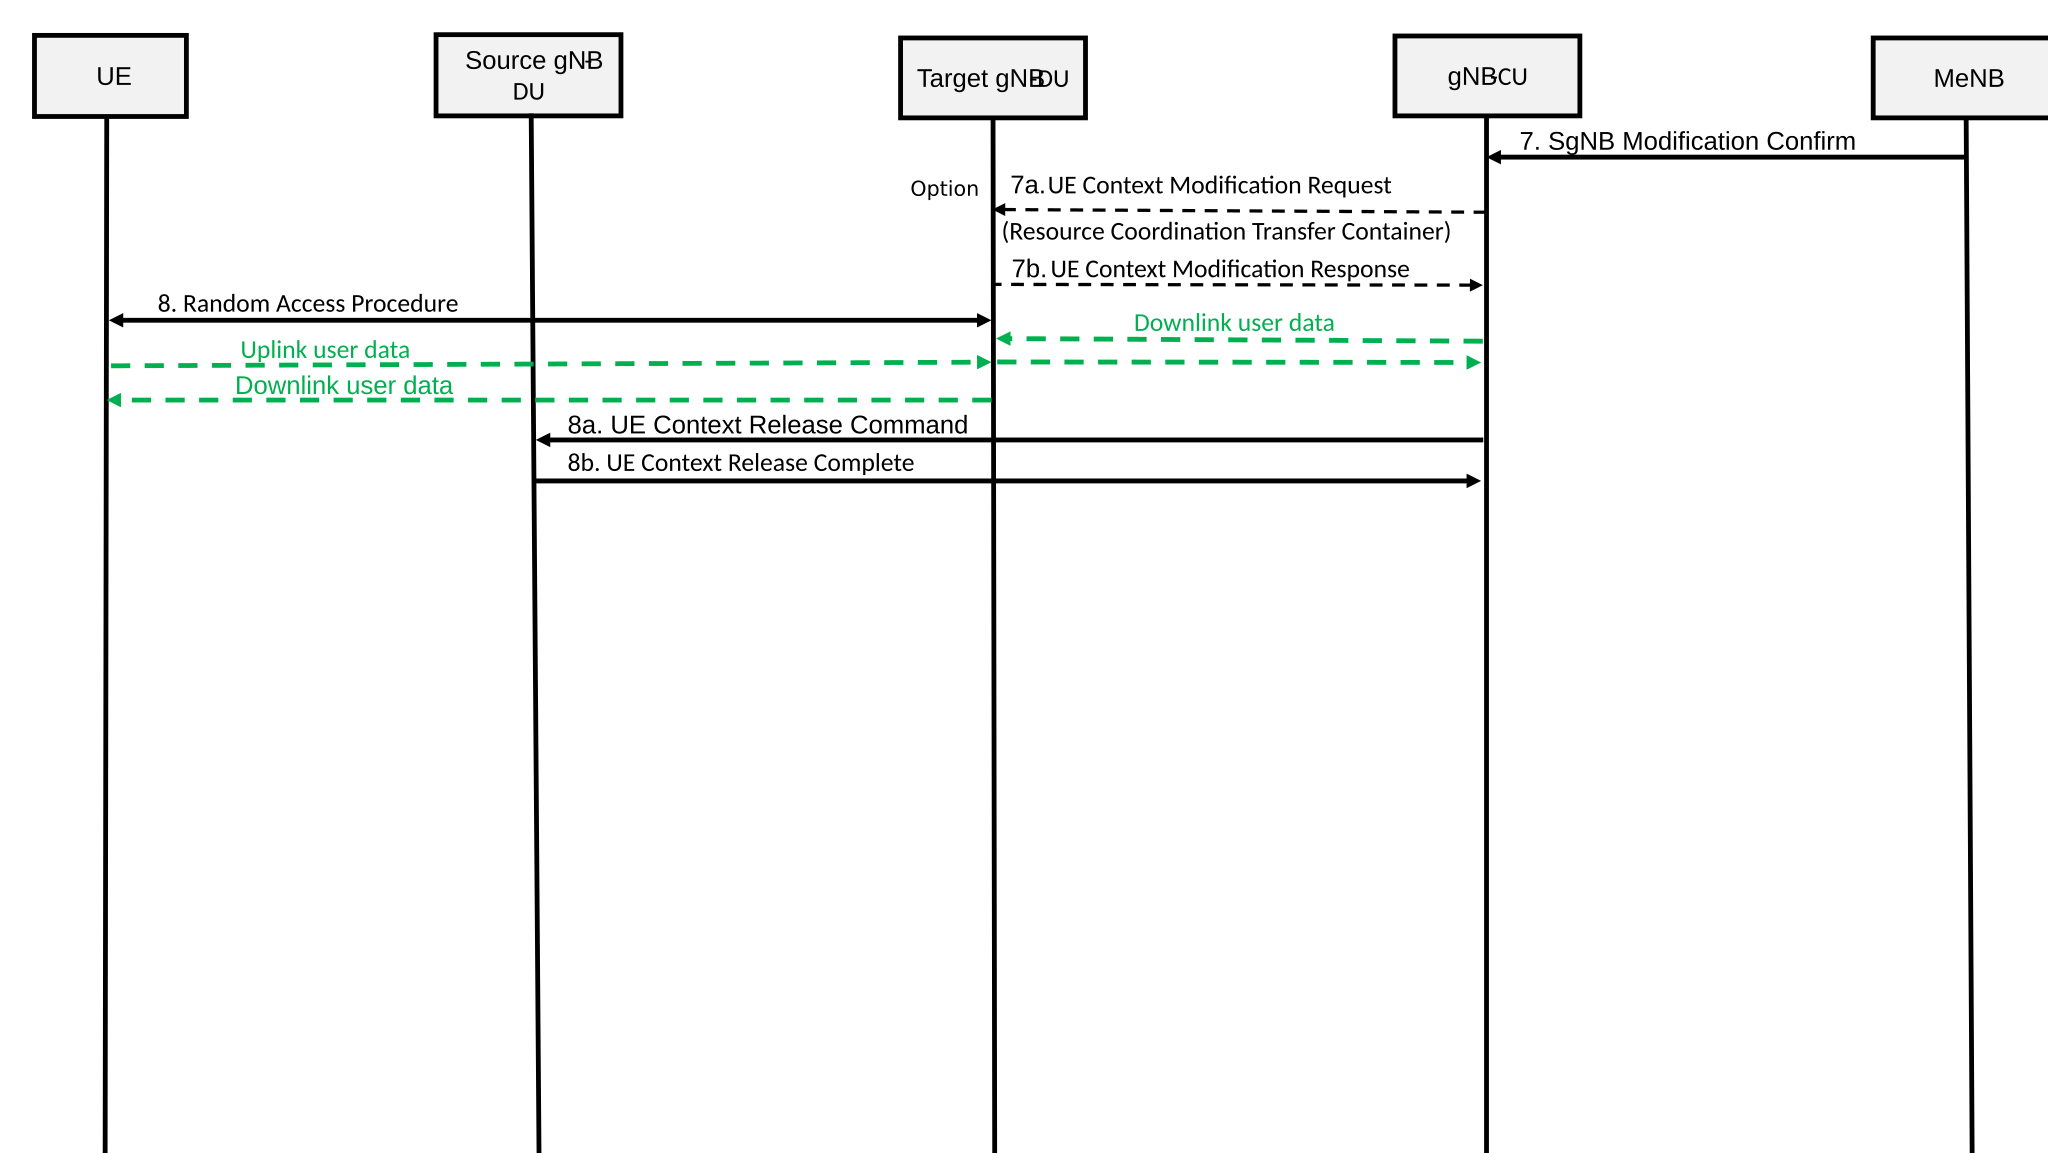 UE
Source gNB-
DU
Target gNB-DU
gNB-CU
MeNB
7. SgNB Modification Confirm
Option
7a. UE Context Modification Request
(Resource Coordination Transfer Container)
7b. UE Context Modification Response
8. Random Access Procedure
Downlink user data
Uplink user data
Downlink user data
8a. UE Context Release Command
8b. UE Context Release Complete